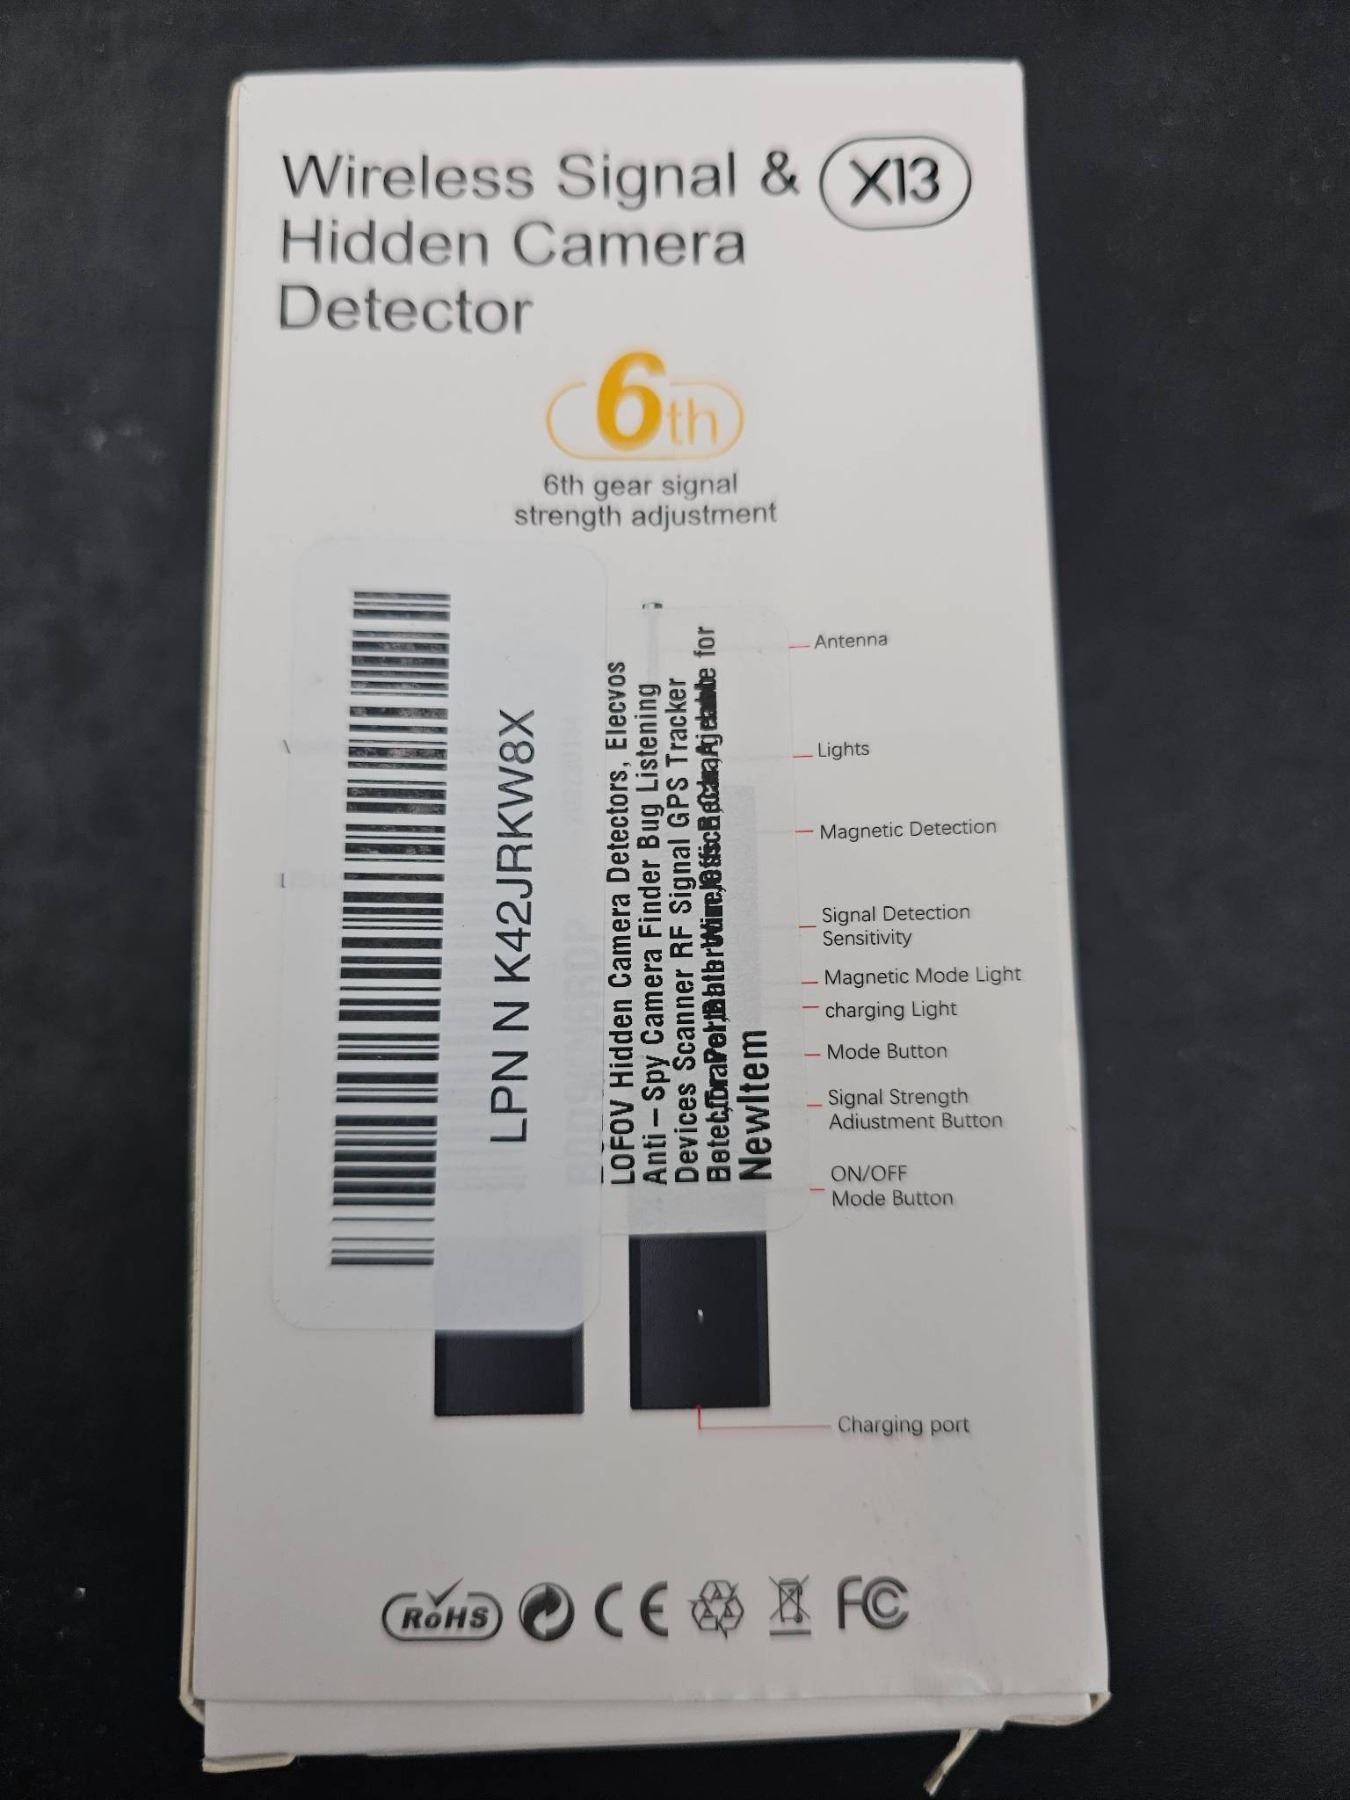 Wireless Signal & X13
Hidden Camera
Detector
6th
6th gear signal
strength adjustment
LPN N K42JRKW8X
LOFOV Hidden Camera Detectors, Elecvos
Anti-Spy Camera Finder Bug Listening
Devices Scanner RF Signal GPS Tracker
for
NewItem
Antenna
Lights
Magnetic Detection
Signal Detection
Sensitivity
Magnetic Mode Light
charging Light
Mode Button
Signal Strength
Adiustment Button
ON/OFF
Mode Button
Charging port
RoHS CE FC